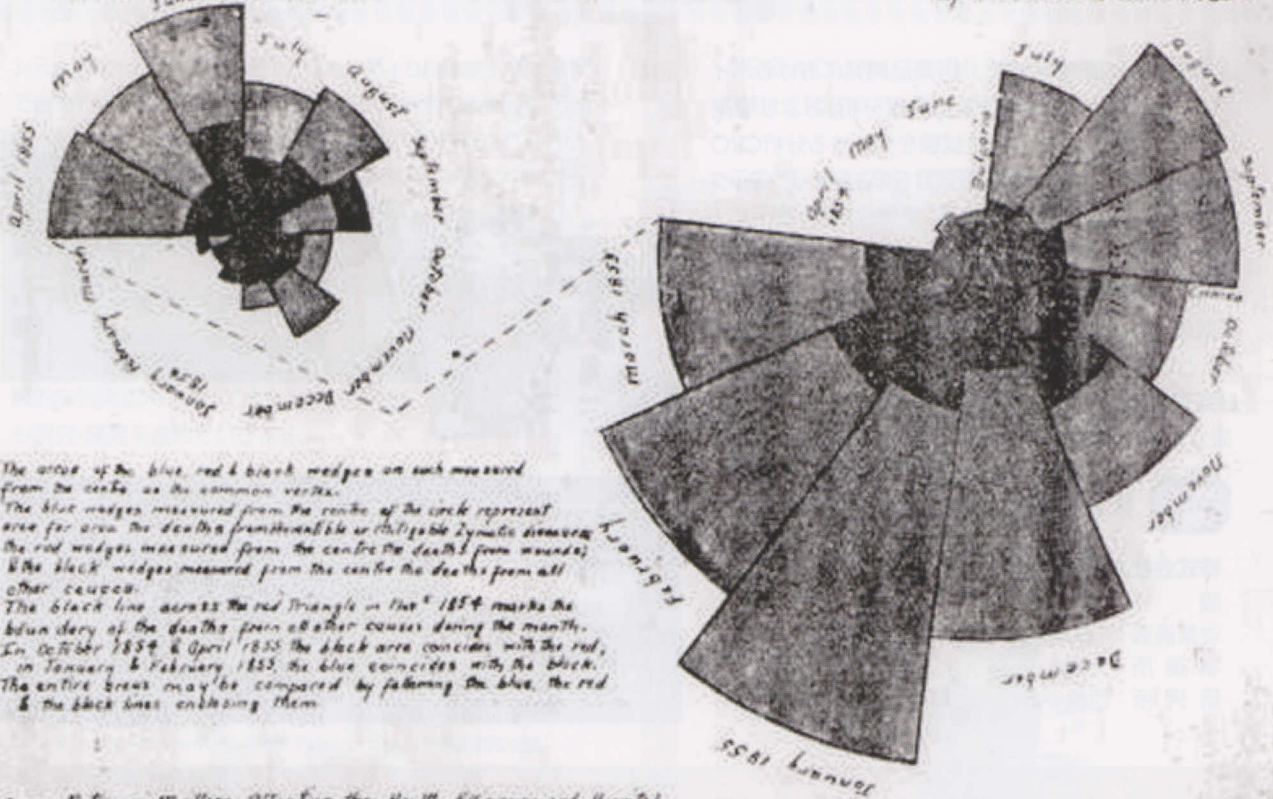 July
May
August
April 1855
September
October
November
December
January
1856
February
March
July
August
June
May
Bulgaria
April
1854
September
Crimea
October
March 1855
November
February
December
January 1855
The areas of the blue, red & black wedges are each measured
from the centre as the common vertex.
The blue wedges measured from the centre of the circle represent
area for area the deaths from Preventible or Mitigable Zymotic diseases;
the red wedges measured from the centre the deaths from wounds;
& the black wedges measured from the centre the deaths from all
other causes.
The black line across the red Triangle in Novr 1854 marks the
boundary of the deaths from all other causes during the month.
In October 1854 & April 1855 the black area coincides with the red;
in January & February 1855, the blue coincides with the black.
The entire areas may be compared by following the blue, the red
& the black lines enclosing them